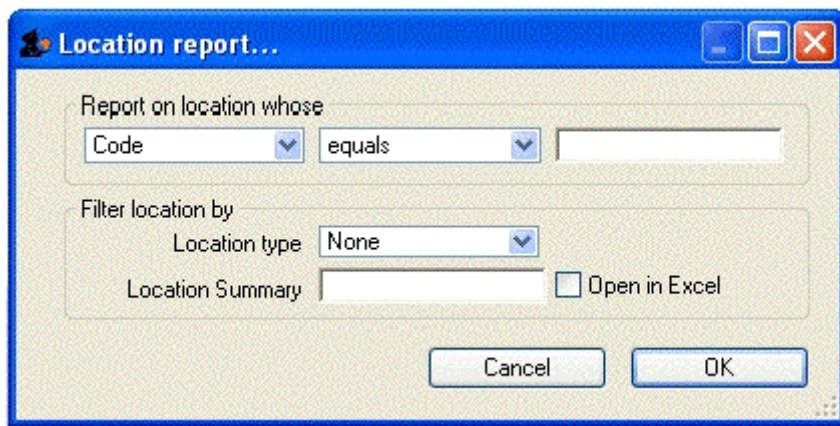 Location report...
Report on location whose
Code equals
Filter location by
Location type None
Location Summary Open in Excel
Cancel OK